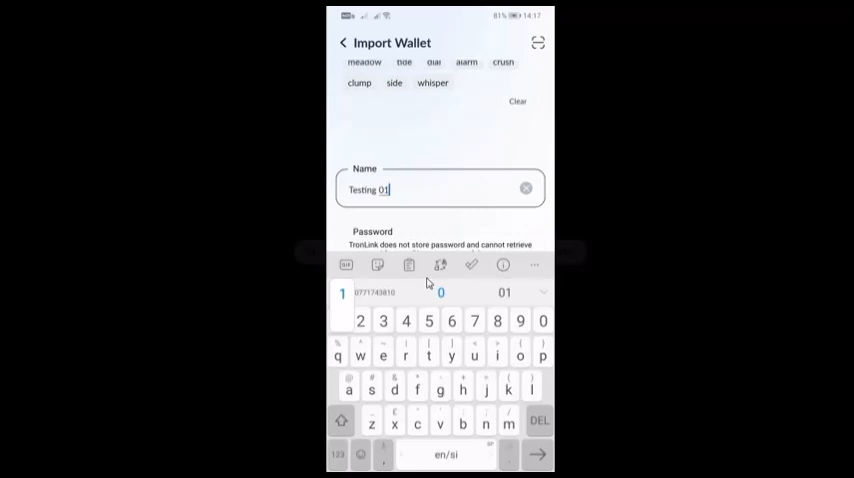 81% 14:17
Import Wallet
meadow tide dial alarm crush
clump side whisper
Clear
Name
Testing 01
Password
TronLink does not store password and cannot retrieve
GIF
1 0771743810 0 01
2 3 4 5 6 7 8 9 0
q w e r t y u i o p
a s d f g h j k l
z x c v b n m DEL
123 , en/si .